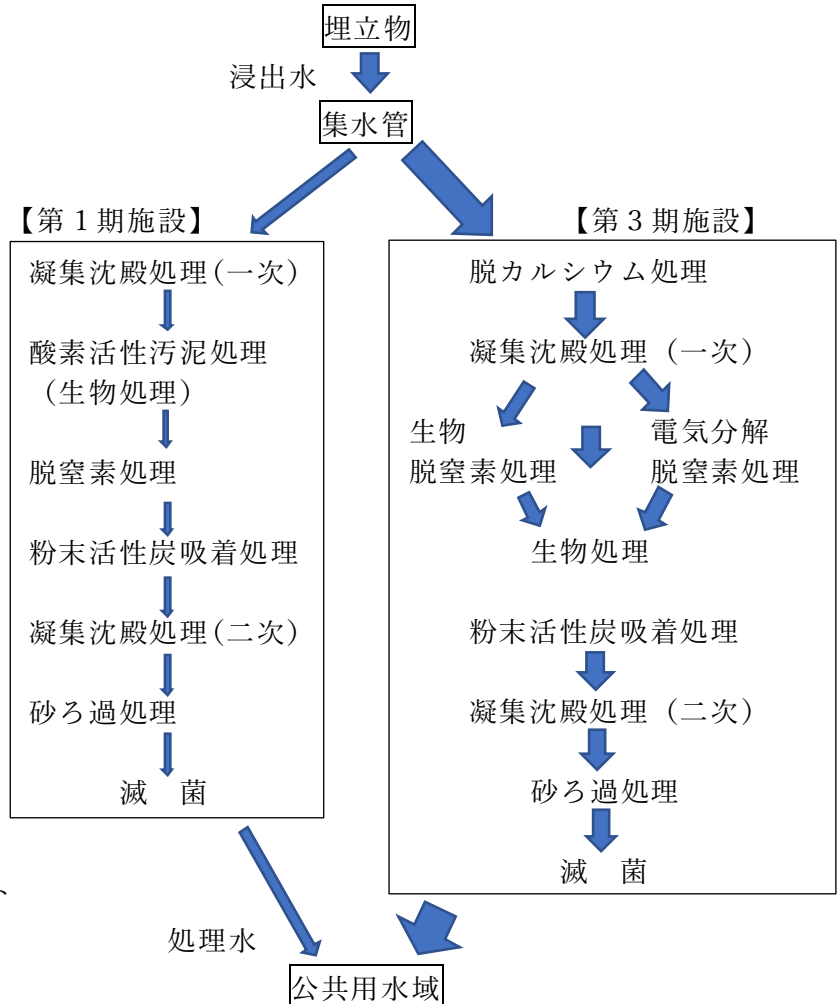 埋立物
浸出水
集水管
【第1期施設】
凝集沈殿処理(一次)
酸素活性汚泥処理
(生物処理)
脱窒素処理
粉末活性炭吸着処理
凝集沈殿処理(二次)
砂ろ過処理
滅　菌
【第3期施設】
脱カルシウム処理
凝集沈殿処理(一次)
生物
脱窒素処理
電気分解
脱窒素処理
生物処理
粉末活性炭吸着処理
凝集沈殿処理(二次)
砂ろ過処理
滅　菌
、
処理水
公共用水域